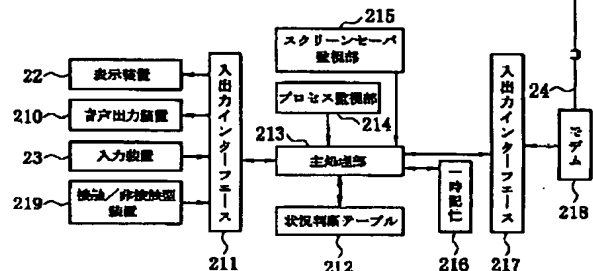 215
スクリーンセーバ
監視部
22
表示装置
210
音声出力装置
23
入力装置
219
接触/非接触型
装置
入出力インターフェース
211
プロセス監視部
214
213
主処理部
状況判断テーブル
212
一時記憶
216
入出力インターフェース
217
24
モデム
218